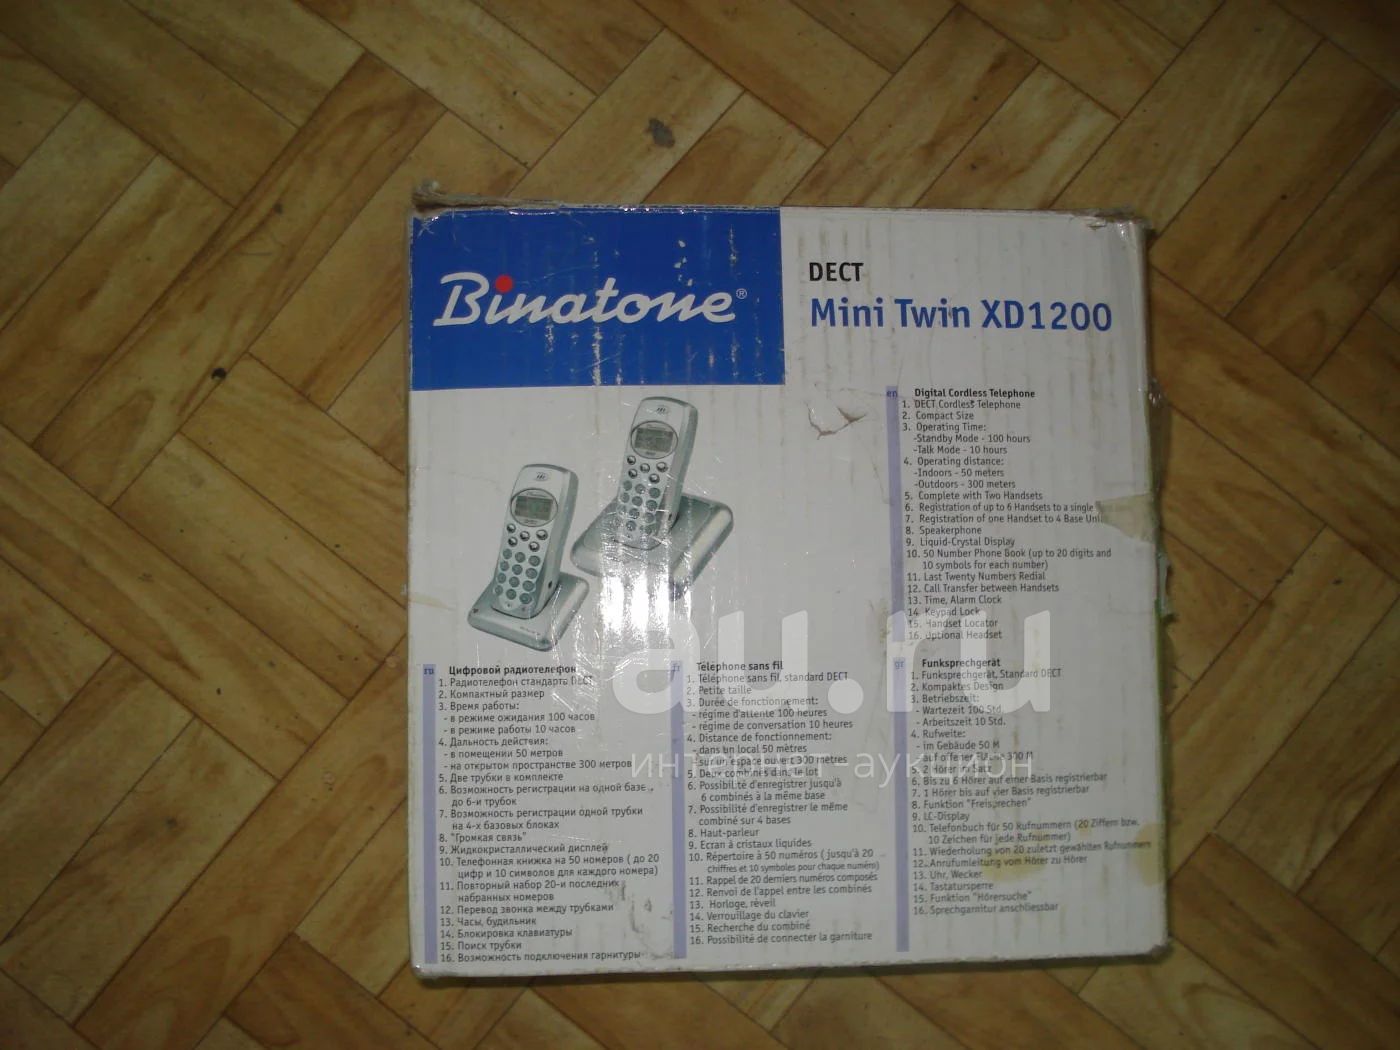 Binatone®
DECT
Mini Twin XD1200
en Digital Cordless Telephone
1. DECT Cordless Telephone
2. Compact Size
3. Operating Time:
-Standby Mode - 100 hours
-Talk Mode - 10 hours
4. Operating distance:
-Indoors - 50 meters
-Outdoors - 300 meters
5. Complete with Two Handsets
6. Registration of up to 6 Handsets to a single
7. Registration of one Handset to 4 Base Uni
8. Speakerphone
9. Liquid-Crystal Display
10. 50 Number Phone Book (up to 20 digits and
10 symbols for each number)
11. Last Twenty Numbers Redial
12. Call Transfer between Handsets
13. Time, Alarm Clock
14. Keypad Lock
15. Handset Locator
16. Optional Headset
ru Цифровой радиотелефон
1. Радиотелефон стандарта DECT
2. Компактный размер
3. Время работы:
- в режиме ожидания 100 часов
- в режиме работы 10 часов
4. Дальность действия:
- в помещении 50 метров
- на открытом пространстве 300 метров
5. Две трубки в комплекте
6. Возможность регистрации на одной базе
до 6-и трубок
7. Возможность регистрации одной трубки
на 4-х базовых блоках
8. "Громкая связь"
9. Жидкокристаллический дисплей
10. Телефонная книжка на 50 номеров ( до 20
цифр и 10 символов для каждого номера)
11. Повторный набор 20-и последних
набранных номеров
12. Перевод звонка между трубками
13. Часы, будильник
14. Блокировка клавиатуры
15. Поиск трубки
16. Возможность подключения гарнитуры
fr Téléphone sans fil
1. Téléphone sans fil, standard DECT
2. Petite taille
3. Durée de fonctionnement:
- régime d'attente 100 heures
- régime de conversation 10 heures
4. Distance de fonctionnement:
- dans un local 50 mètres
- sur un espace ouvert 300 mètres
5. Deux combinés dans le lot
6. Possibilité d'enregistrer jusqu'à
6 combinés à la même base
7. Possibilité d'enregistrer le même
combiné sur 4 bases
8. Haut-parleur
9. Ecran à cristaux liquides
10. Répertoire à 50 numéros ( jusqu'à 20
chiffres et 10 symboles pour chaque numéro)
11. Rappel de 20 derniers numéros composés
12. Renvoi de l'appel entre les combinés
13. Horloge, réveil
14. Verrouillage du clavier
15. Recherche du combiné
16. Possibilité de connecter la garniture
gr Funksprechgerät
1. Funksprechgerät, Standard DECT
2. Kompaktes Design
3. Betriebszeit:
- Wartezeit 100 Std.
- Arbeitszeit 10 Std.
4. Rufweite:
- im Gebäude 50 M
- auf offener Fläche 300 M
5. 2 Hörer im Satz
6. Bis zu 6 Hörer auf einer Basis registrierbar
7. 1 Hörer bis auf vier Basis registrierbar
8. Funktion "Freisprechen"
9. LC-Display
10. Telefonbuch für 50 Rufnummern (20 Ziffern bzw.
10 Zeichen für jede Rufnummer)
11. Wiederholung von 20 zuletzt gewählten Rufnummern
12. Anrufumleitung vom Hörer zu Hörer
13. Uhr, Wecker
14. Tastatursperre
15. Funktion "Hörersuche"
16. Sprechgarnitur anschliessbar
au.ru
интернет-аукцион